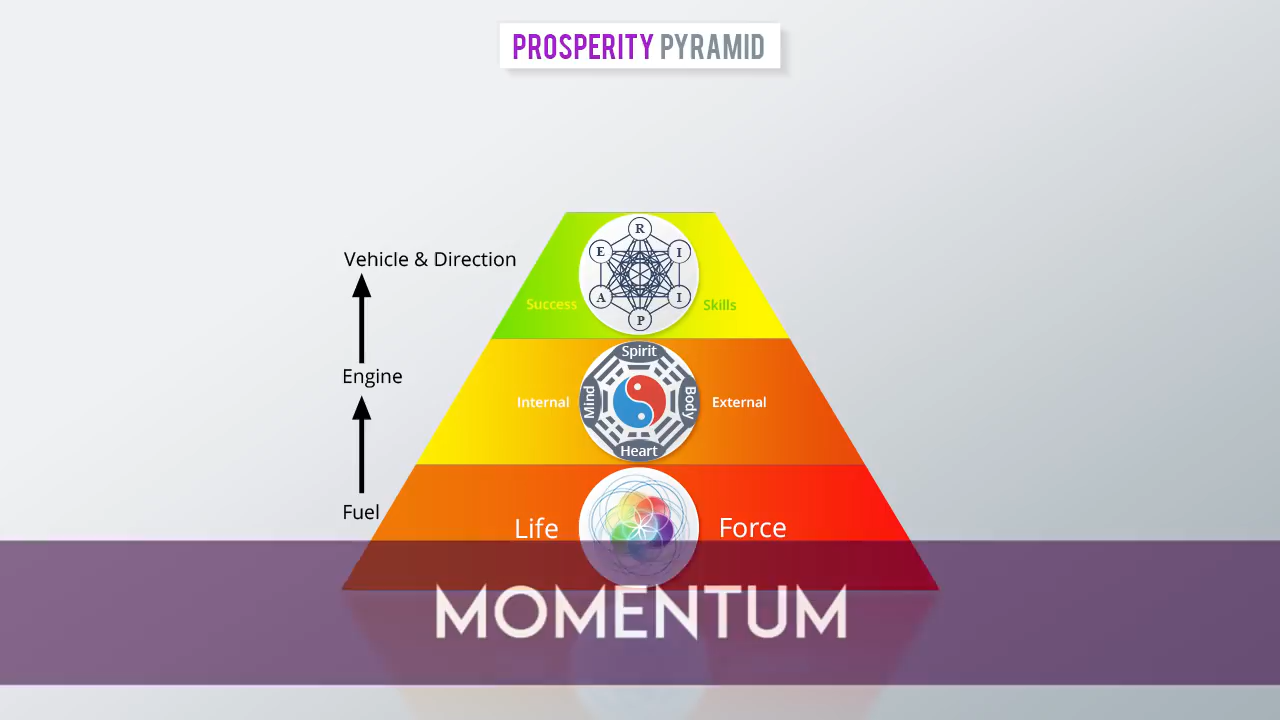 PROSPERITY PYRAMID
R
E I
Vehicle & Direction
A I
Success Skills
P
Spirit
Engine
Mind Body
Internal External
Heart
Fuel
Life Force
MOMENTUM